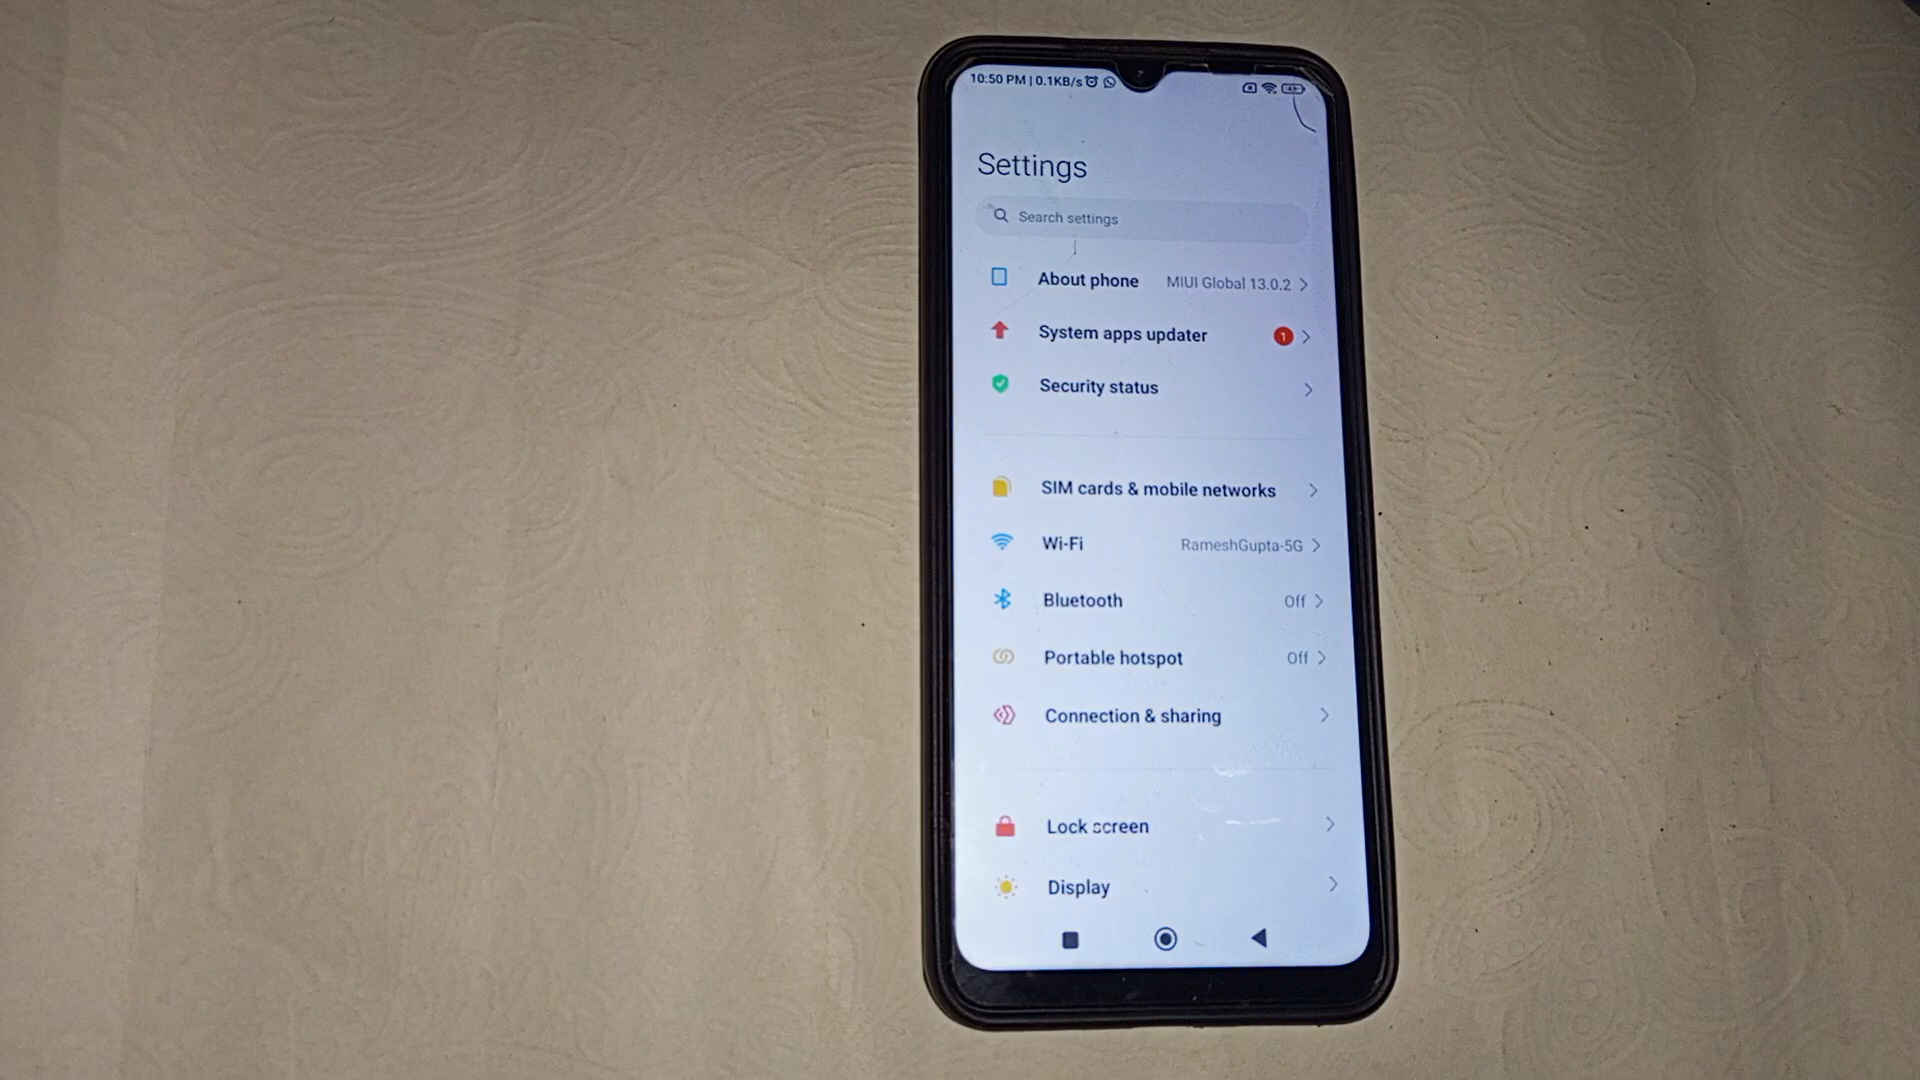 10:50 PM | 0.1KB/s
Settings
Search settings
About phone MIUI Global 13.0.2
System apps updater 1
Security status
SIM cards & mobile networks
Wi-Fi RameshGupta-5G
Bluetooth Off
Portable hotspot Off
Connection & sharing
Lock screen
Display